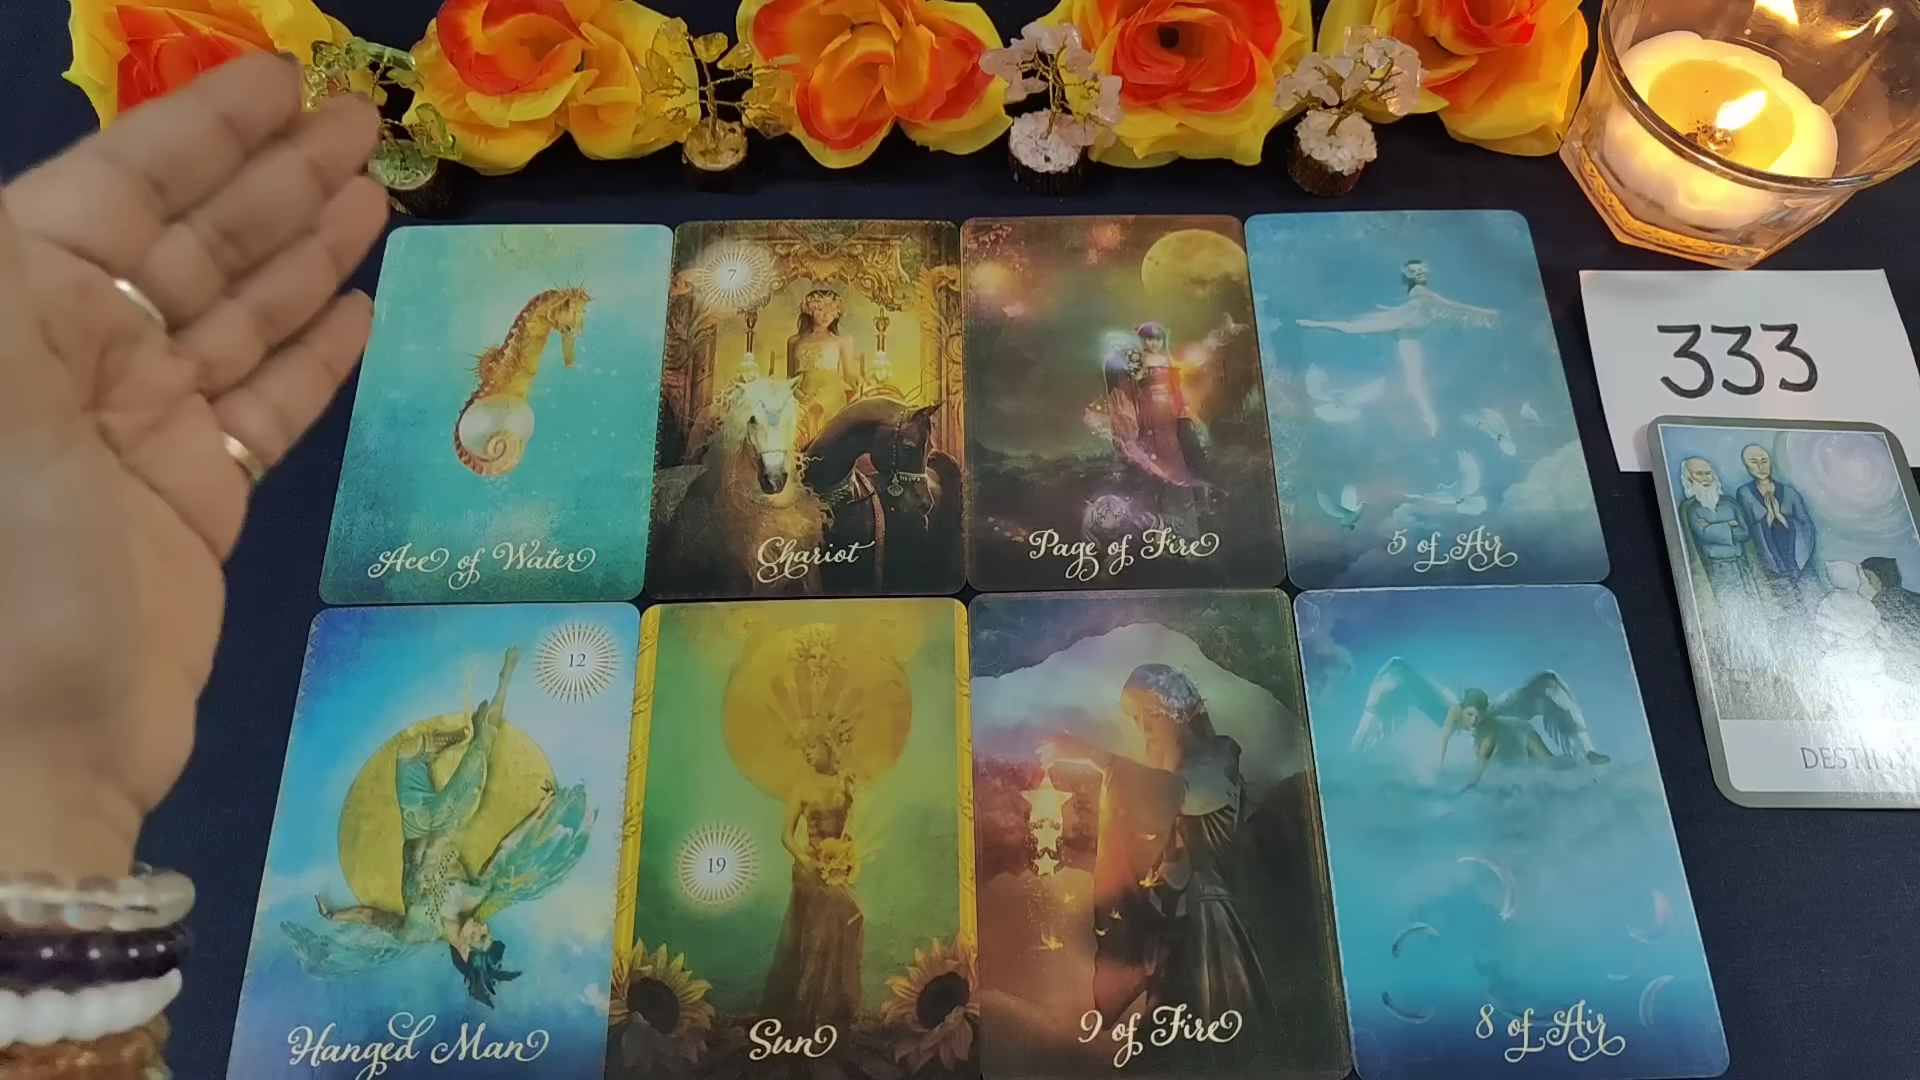 7
Ace of Water
Chariot
Page of Fire
5 of Air
333
12
19
Hanged Man
Sun
9 of Fire
8 of Air
DESTINY